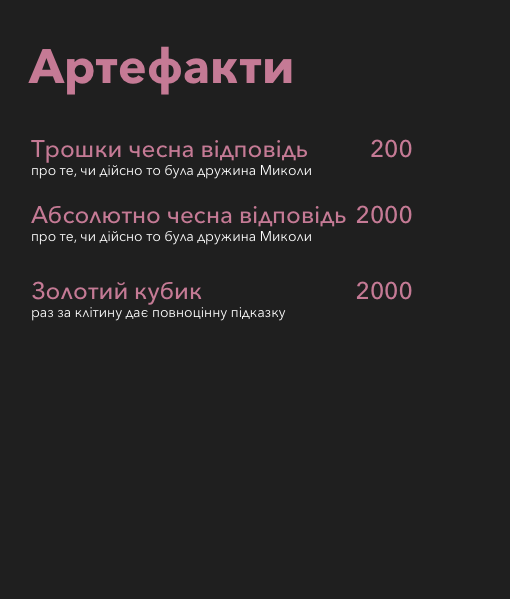 Артефакти
Трошки чесна відповідь 200
про те, чи дійсно то була дружина Миколи
Абсолютно чесна відповідь 2000
про те, чи дійсно то була дружина Миколи
Золотий кубик 2000
раз за клітину дає повноцінну підказку